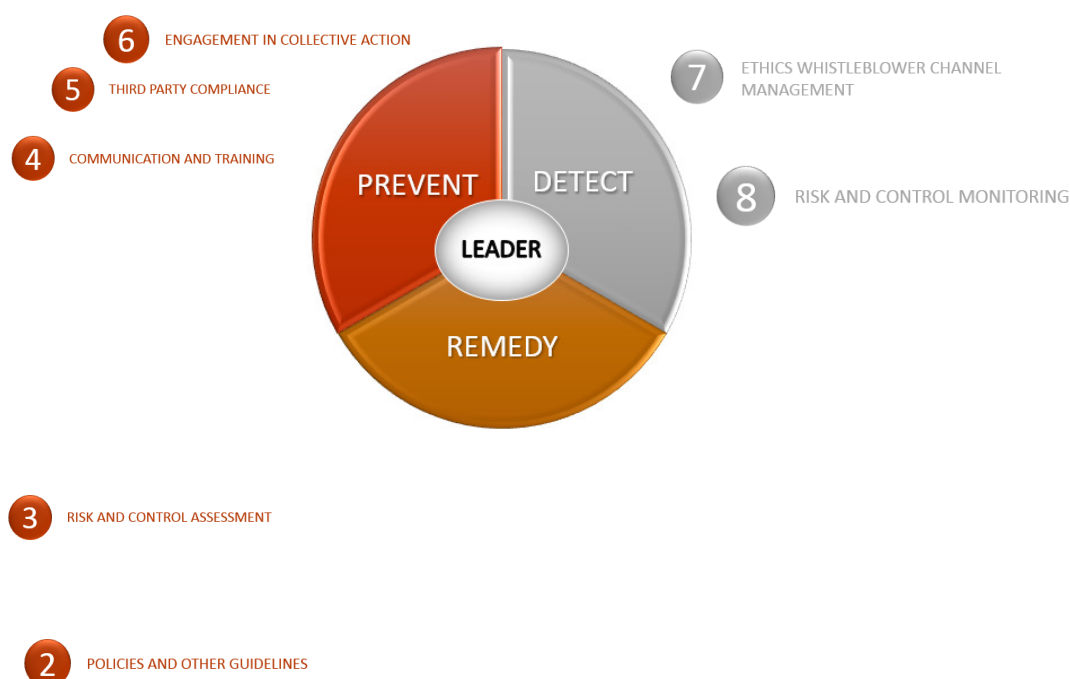 6
ENGAGEMENT IN COLLECTIVE ACTION
5
THIRD PARTY COMPLIANCE
7
ETHICS WHISTLEBLOWER CHANNEL
MANAGEMENT
4
COMMUNICATION AND TRAINING
PREVENT
DETECT
8
RISK AND CONTROL MONITORING
LEADER
REMEDY
3
RISK AND CONTROL ASSESSMENT
2
POLICIES AND OTHER GUIDELINES